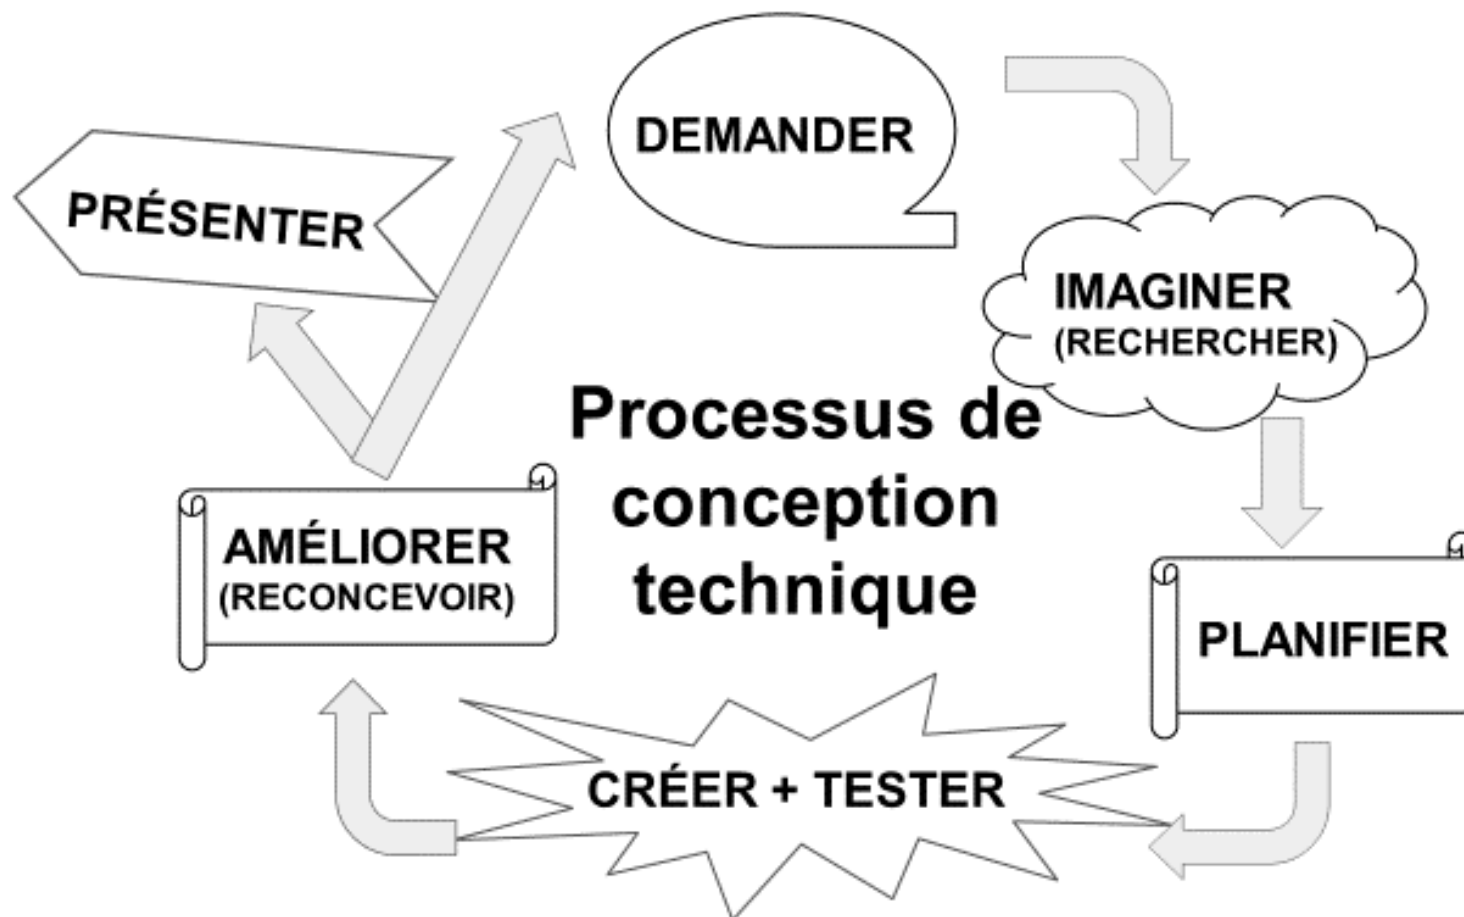 DEMANDER
IMAGINER
(RECHERCHER)
PLANIFIER
CRÉER + TESTER
AMÉLIORER
(RECONCEVOIR)
PRÉSENTER
Processus de
conception
technique